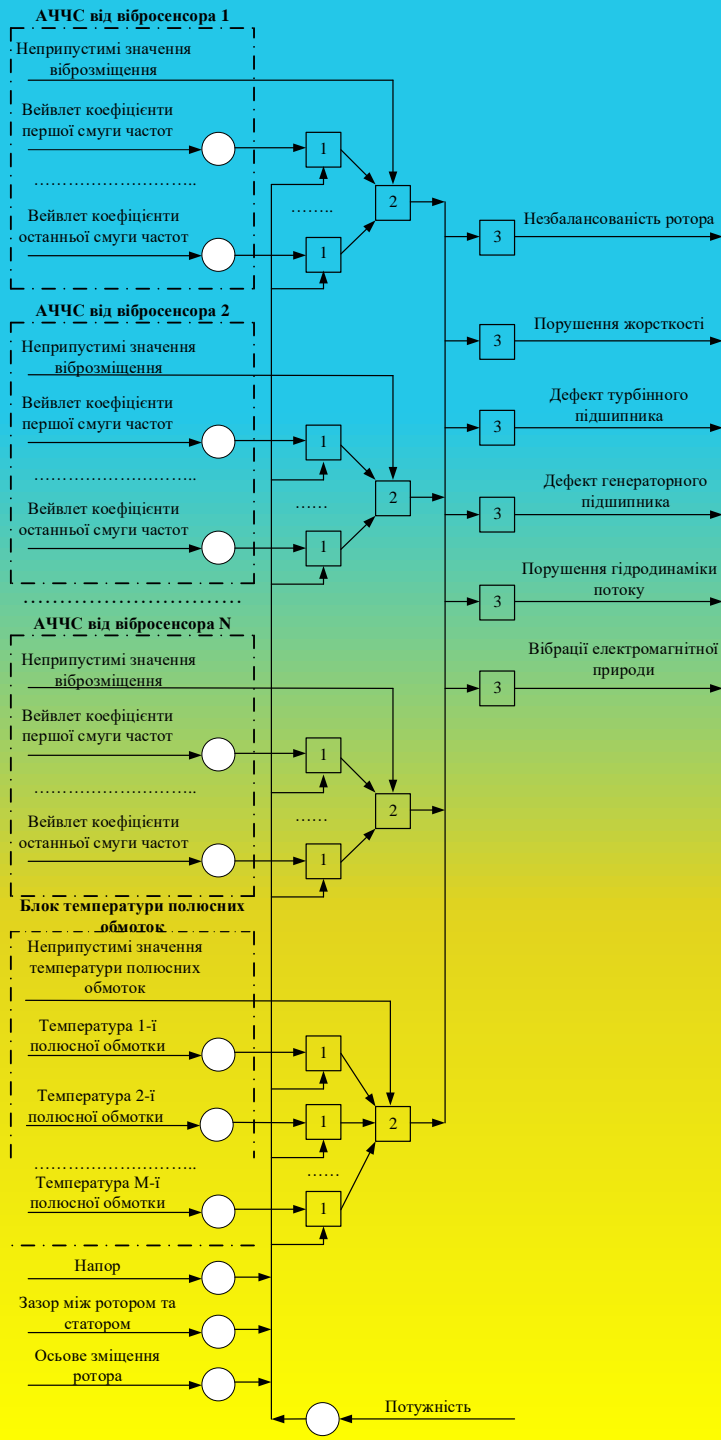 АЧЧС від вібросенсора 1
Неприпустимі значення
віброзміщення
Вейвлет коефіцієнти
першої смуги частот
1
...........................
........
2
Вейвлет коефіцієнти
останньої смуги частот
1
3
Незбалансованість ротора
АЧЧС від вібросенсора 2
Неприпустимі значення
віброзміщення
3
Порушення жорсткості
Вейвлет коефіцієнти
першої смуги частот
1
3
Дефект турбінного
підшипника
...........................
......
2
Вейвлет коефіцієнти
останньої смуги частот
1
3
Дефект генераторного
підшипника
...............................
3
Порушення гідродинаміки
потоку
АЧЧС від вібросенсора N
Неприпустимі значення
віброзміщення
3
Вібрації електромагнітної
природи
Вейвлет коефіцієнти
першої смуги частот
1
...........................
......
2
Вейвлет коефіцієнти
останньої смуги частот
1
Блок температури полюсних
обмоток
Неприпустимі значення
температури полюсних
обмоток
Температура 1-ї
полюсної обмотки
1
Температура 2-ї
полюсної обмотки
1
2
...........................
......
Температура М-ї
полюсної обмотки
1
Напор
Зазор між ротором та
статором
Осьове зміщення
ротора
Потужність